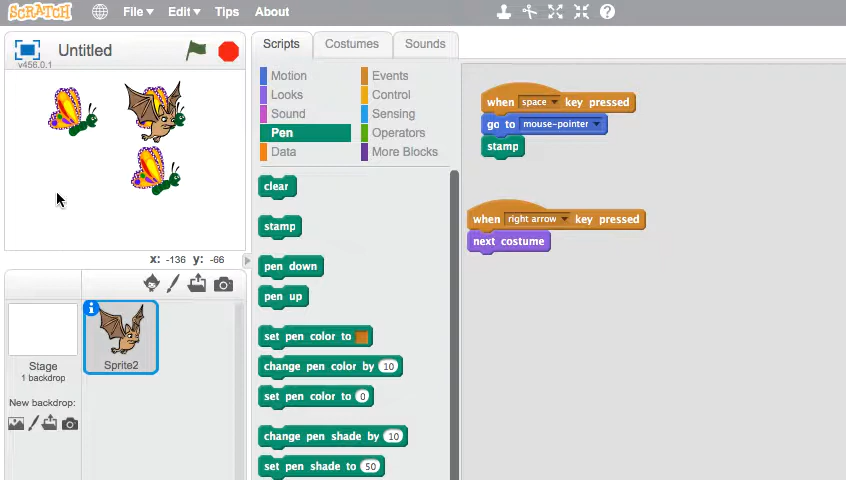 SCRATCH File Edit Tips About
Untitled
v456.0.1
Scripts Costumes Sounds
Motion Events
Looks Control
Sound Sensing
Pen Operators
Data More Blocks
clear
stamp
pen down
pen up
set pen color to
change pen color by 10
set pen color to 0
change pen shade by 10
set pen shade to 50
when space key pressed
go to mouse-pointer
stamp
when right arrow key pressed
next costume
x: -136 y: -66
Sprite2
Stage
1 backdrop
New backdrop: